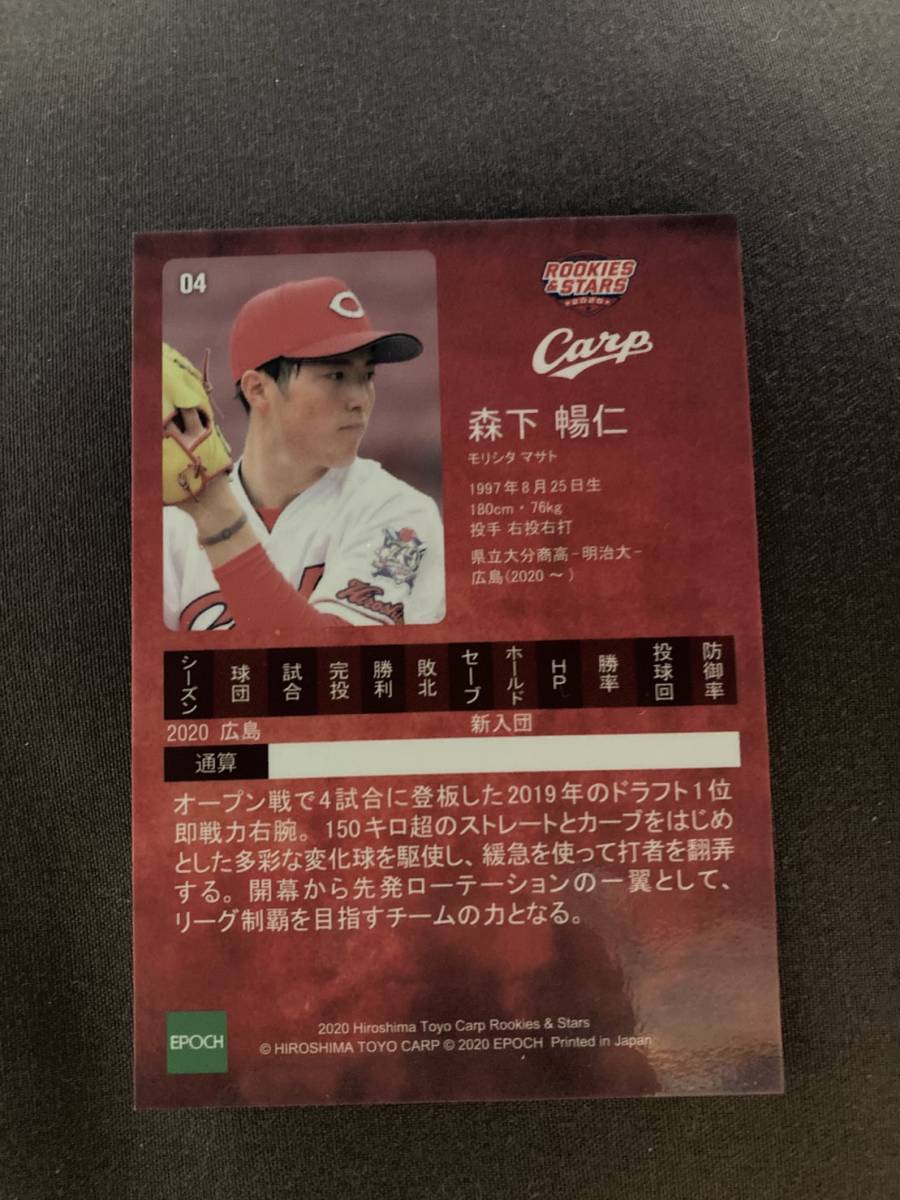 04
ROOKIES
&STARS
★2020★
Carp
森下 暢仁
モリシタ マサト
1997年8月25日生
180cm・76kg
投手 右投右打
県立大分商高-明治大-
広島(2020 ～ )
Hirosh
シーズン 球団 試合 完投 勝利 敗北 セーブ ホールド HP 勝率 投球回 防御率
2020 広島 新入団
通算
オープン戦で4試合に登板した2019年のドラフト1位
即戦力右腕。150キロ超のストレートとカーブをはじめ
とした多彩な変化球を駆使し、緩急を使って打者を翻弄
する。開幕から先発ローテーションの一翼として、
リーグ制覇を目指すチームの力となる。
EPOCH
2020 Hiroshima Toyo Carp Rookies & Stars
© HIROSHIMA TOYO CARP © 2020 EPOCH Printed in Japan